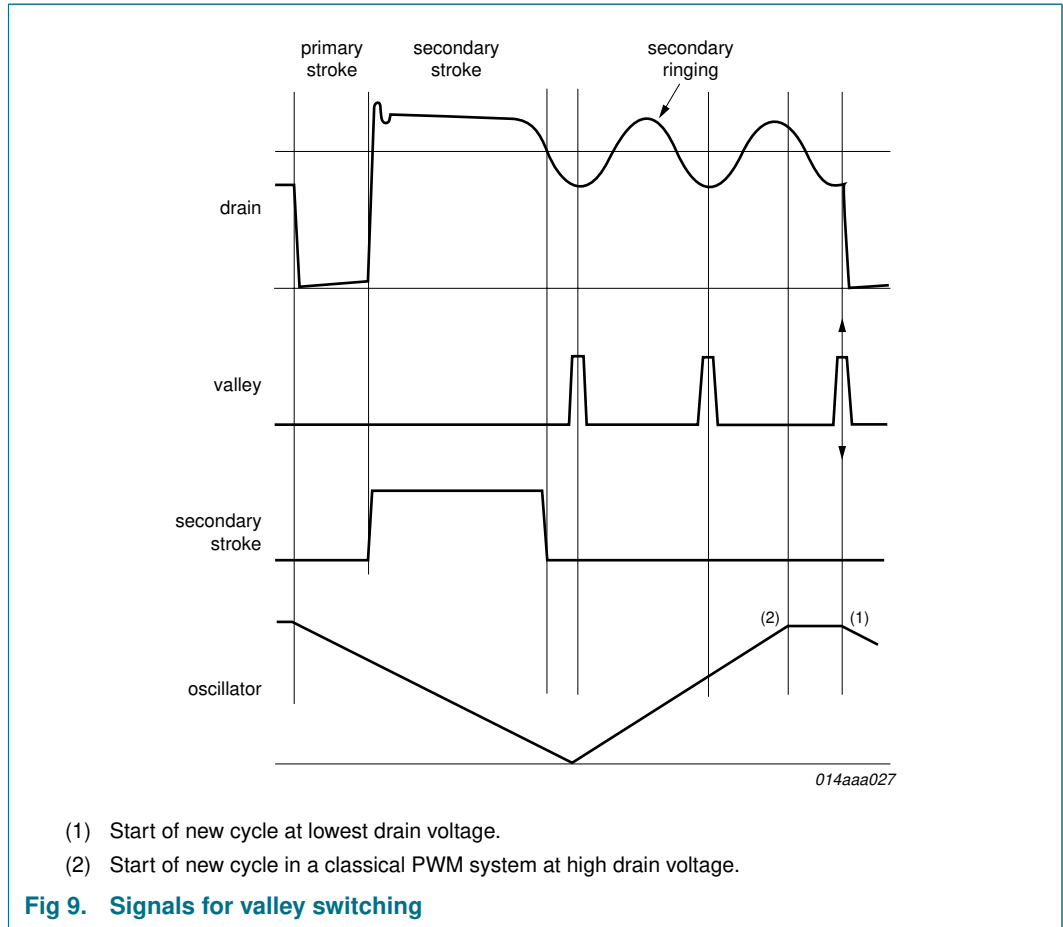 primary
stroke
secondary
stroke
secondary
ringing
drain
valley
secondary
stroke
(2)
(1)
oscillator
014aaa027
(1) Start of new cycle at lowest drain voltage.
(2) Start of new cycle in a classical PWM system at high drain voltage.
Fig 9. Signals for valley switching